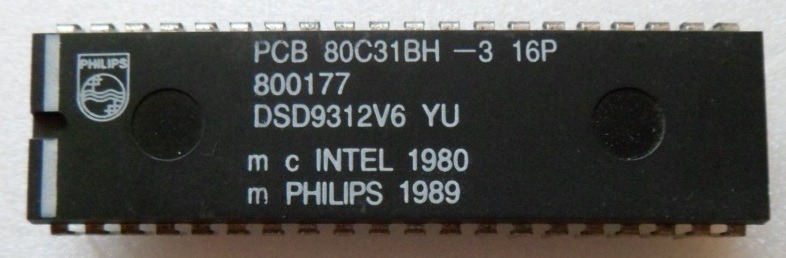 PHILIPS
PCB 80C31BH -3 16P
800177
DSD9312V6 YU
m c INTEL 1980
m PHILIPS 1989